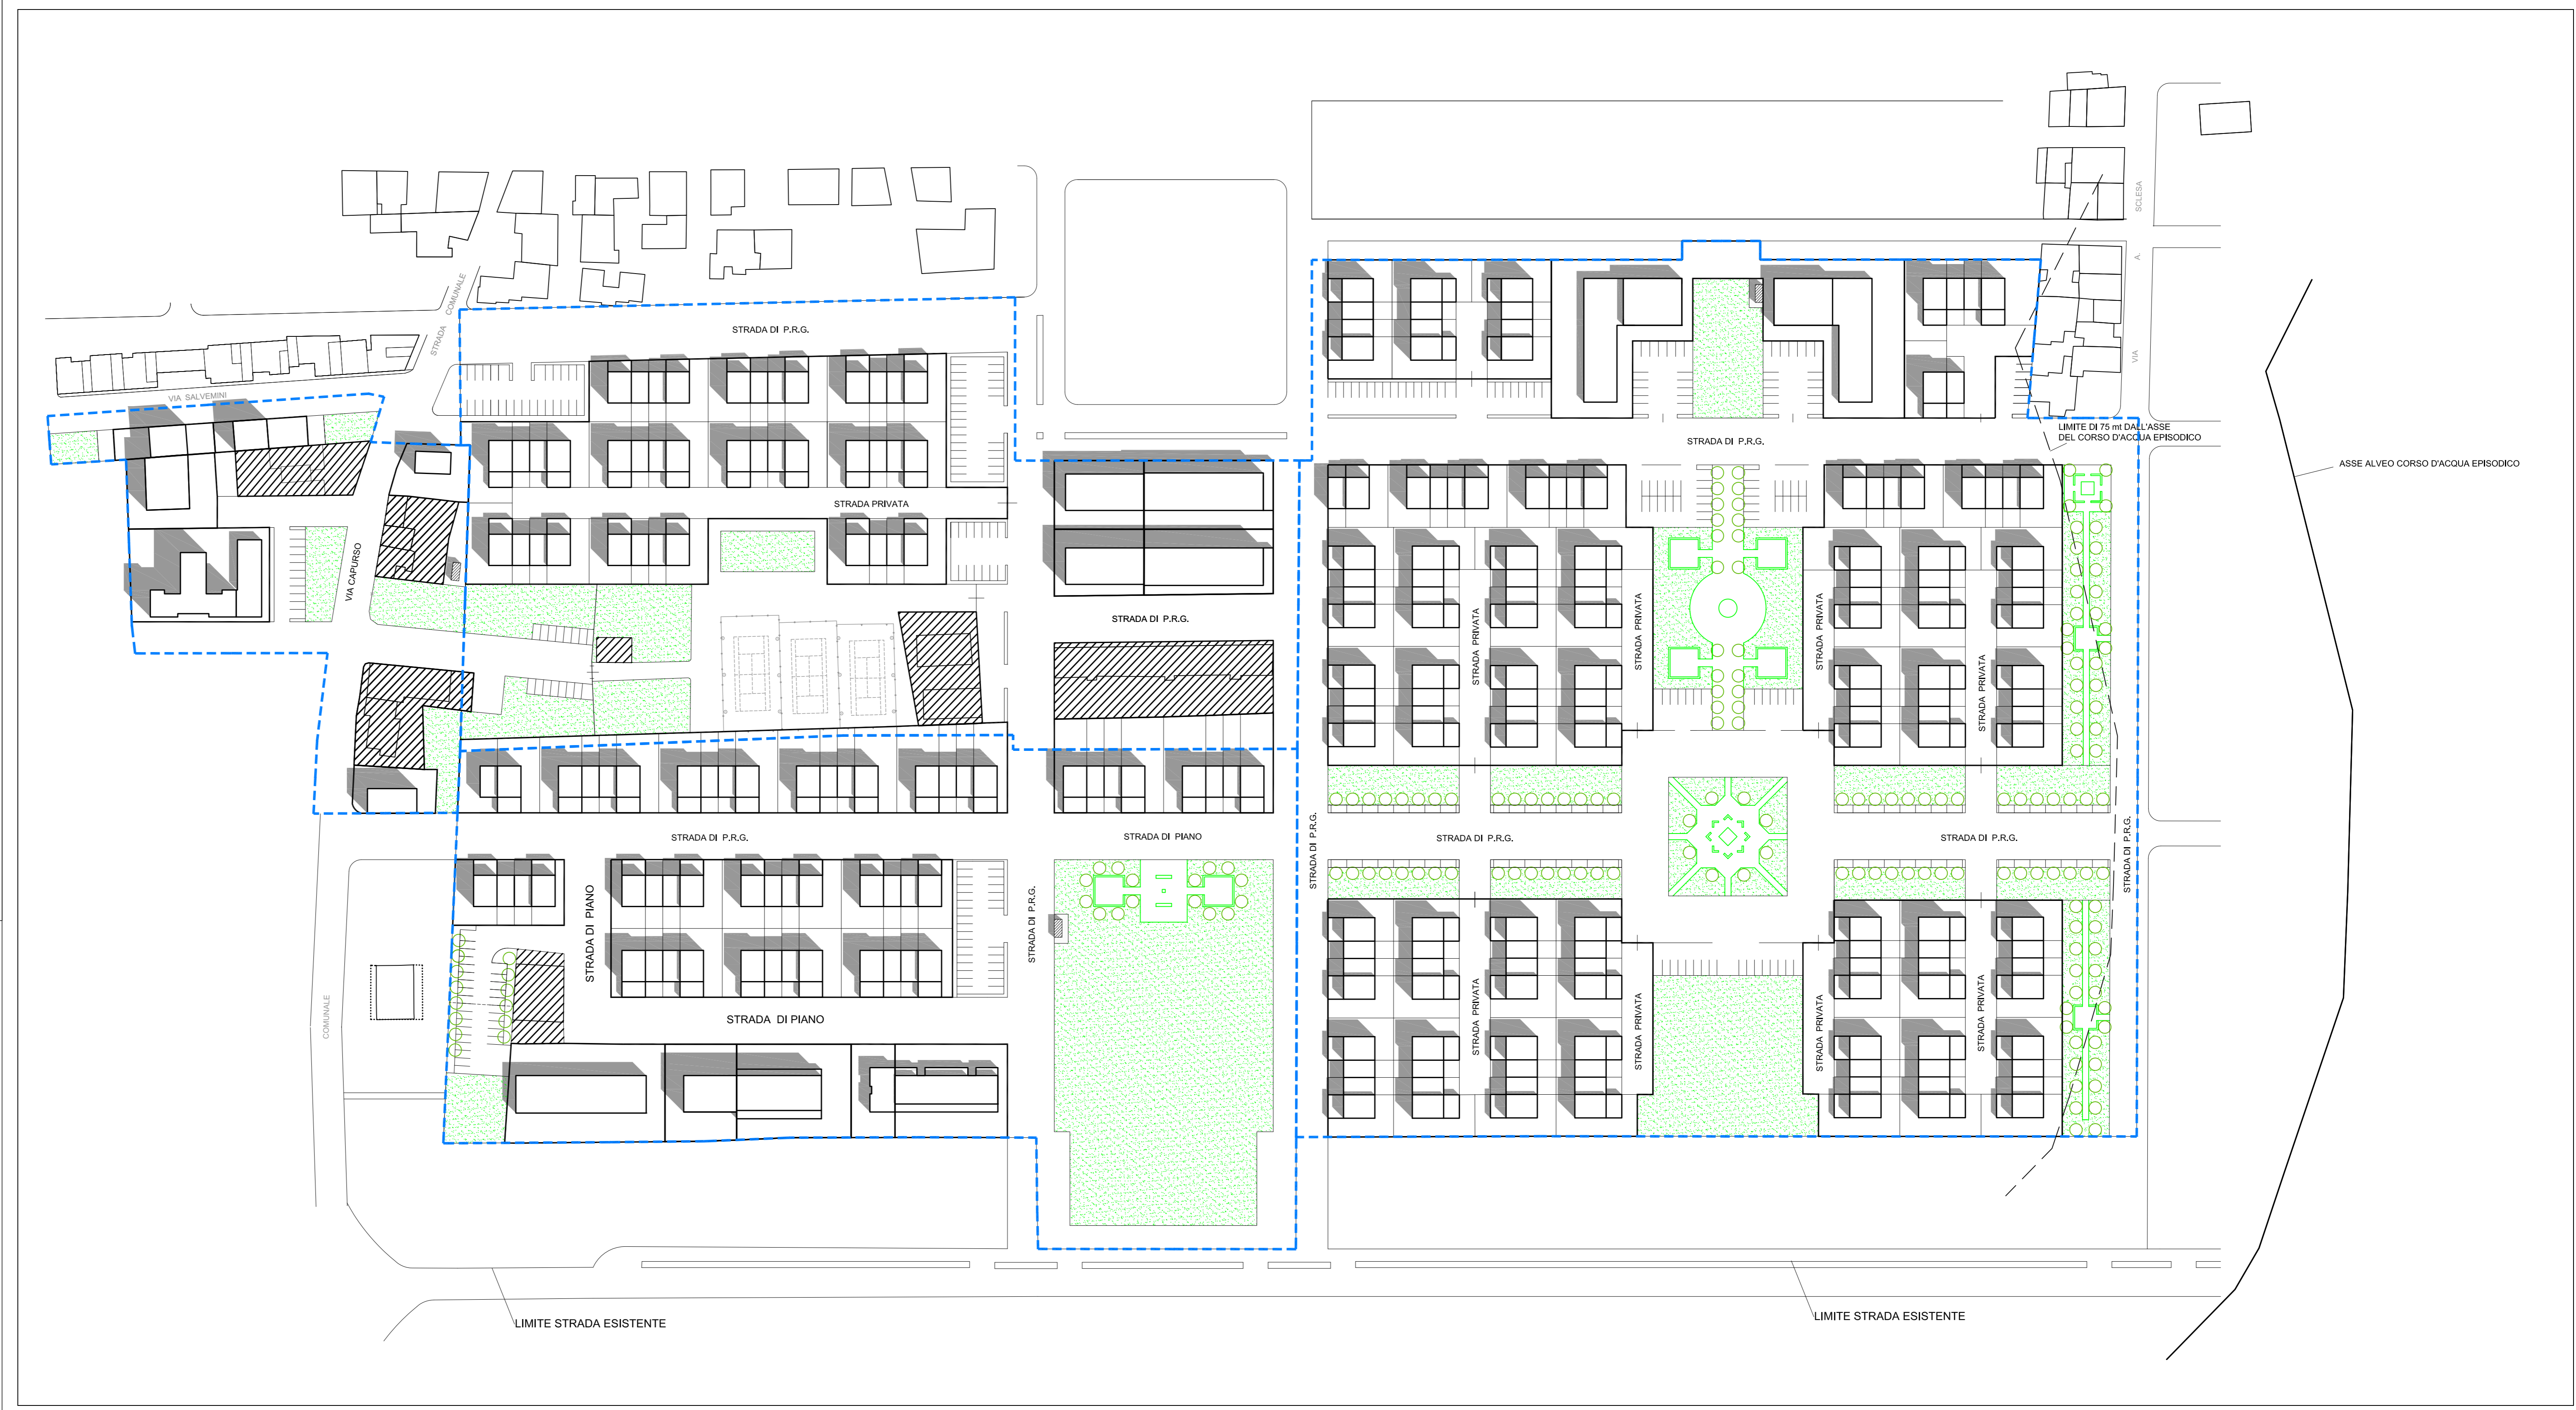 SCLESA
A.
VIA
STRADA COMUNALE
STRADA DI P.R.G.
VIA SALVEMINI
STRADA DI P.R.G.
LIMITE DI 75 mt DALL'ASSE
DEL CORSO D'ACQUA EPISODICO
ASSE ALVEO CORSO D'ACQUA EPISODICO
STRADA PRIVATA
VIA CAPURSO
STRADA DI P.R.G.
STRADA PRIVATA
STRADA PRIVATA
STRADA PRIVATA
STRADA PRIVATA
STRADA DI P.R.G.
STRADA DI PIANO
STRADA DI P.R.G.
STRADA DI P.R.G.
STRADA DI P.R.G.
STRADA DI P.R.G.
STRADA DI PIANO
STRADA DI P.R.G.
COMUNALE
STRADA DI PIANO
STRADA PRIVATA
STRADA PRIVATA
STRADA PRIVATA
STRADA PRIVATA
LIMITE STRADA ESISTENTE
LIMITE STRADA ESISTENTE